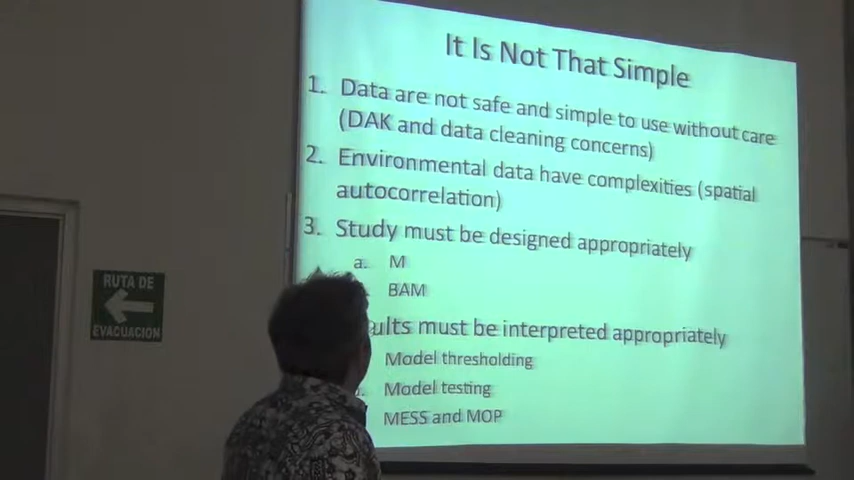 It Is Not That Simple
1. Data are not safe and simple to use without care
(DAK and data cleaning concerns)
2. Environmental data have complexities (spatial
autocorrelation)
3. Study must be designed appropriately
a. M
BAM
must be interpreted appropriately
Model thresholding
Model testing
MESS and MOP
RUTA DE
EVACUACIÓN